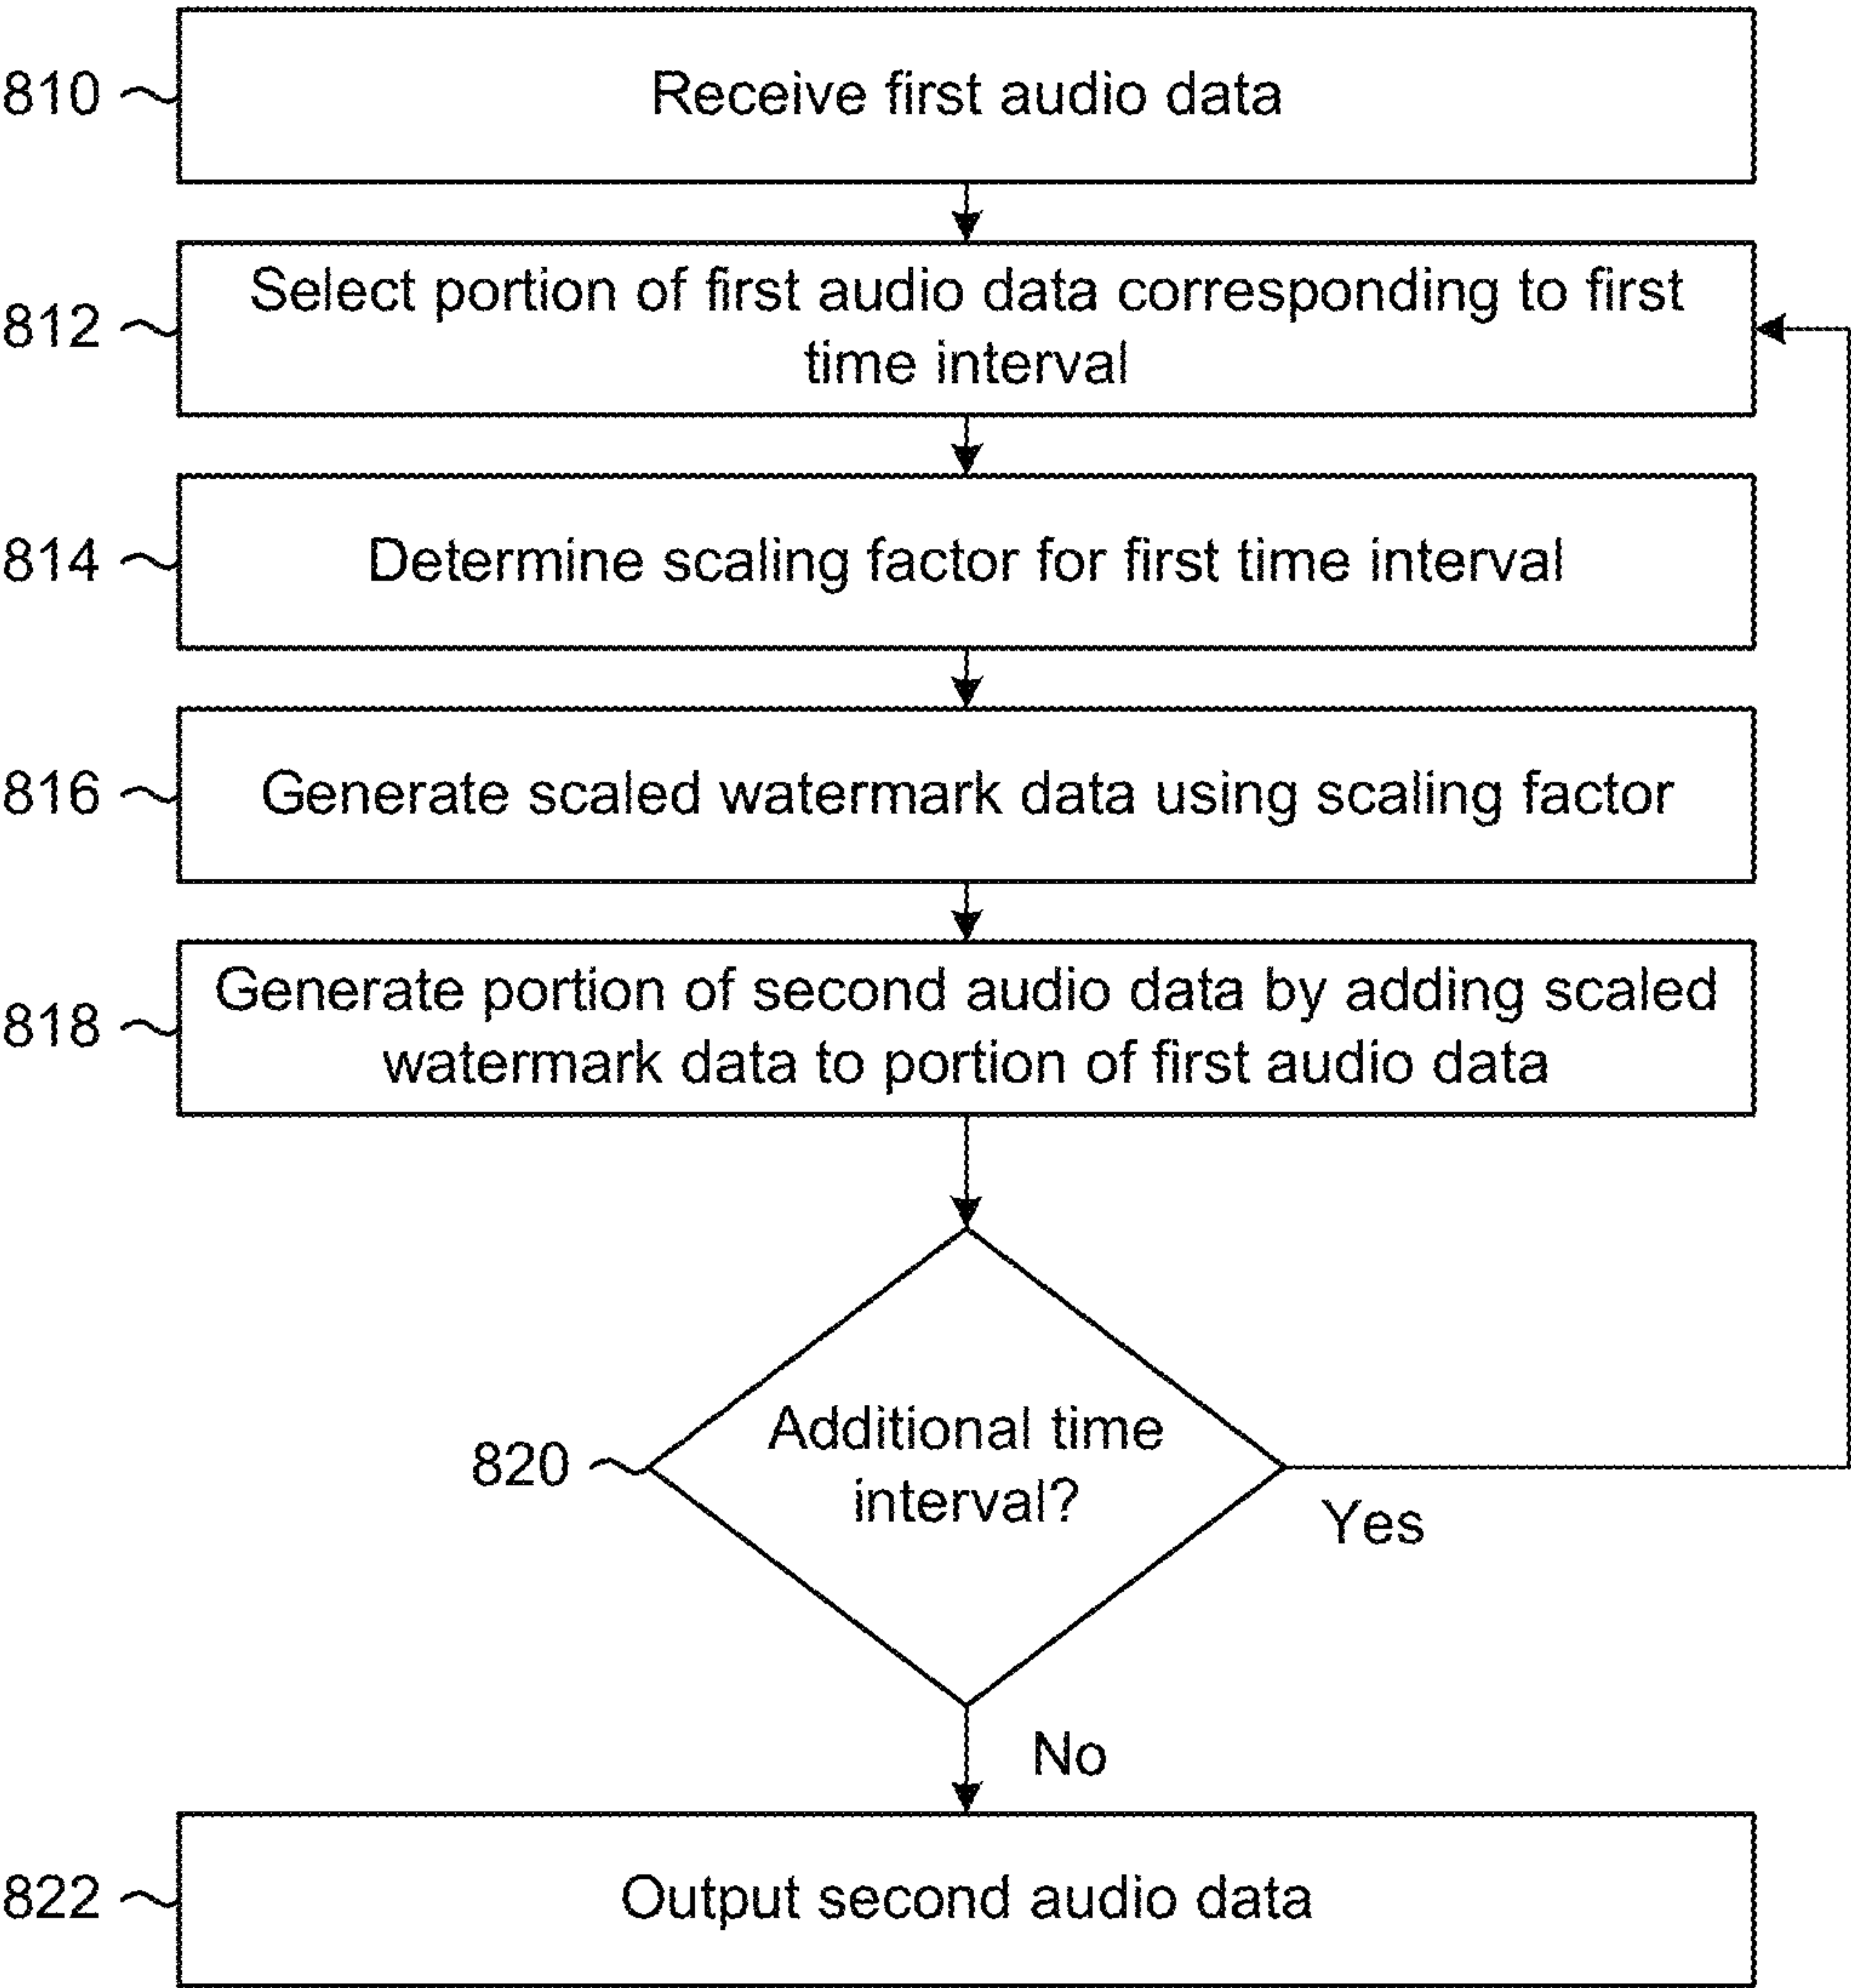 810
Receive first audio data
812
Select portion of first audio data corresponding to first
time interval
814
Determine scaling factor for first time interval
816
Generate scaled watermark data using scaling factor
818
Generate portion of second audio data by adding scaled
watermark data to portion of first audio data
820
Additional time
interval?
Yes
No
822
Output second audio data